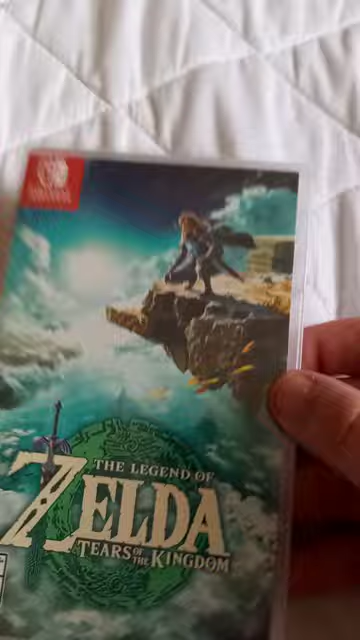 THE LEGEND OF
ZELDA
TEARS OF THE KINGDOM